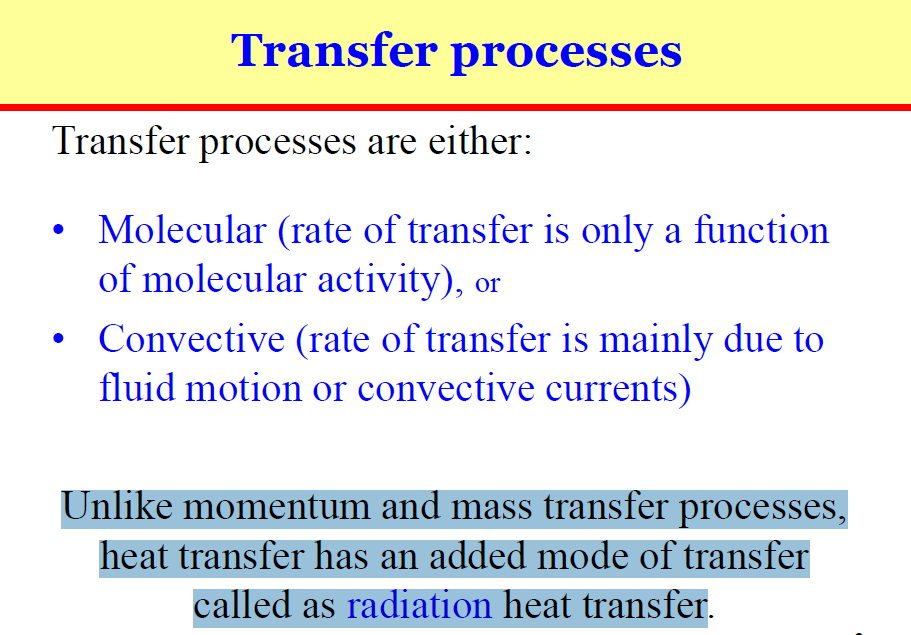 Transfer processes
Transfer processes are either:
• Molecular (rate of transfer is only a function
of molecular activity), or
• Convective (rate of transfer is mainly due to
fluid motion or convective currents)
Unlike momentum and mass transfer processes,
heat transfer has an added mode of transfer
called as radiation heat transfer.